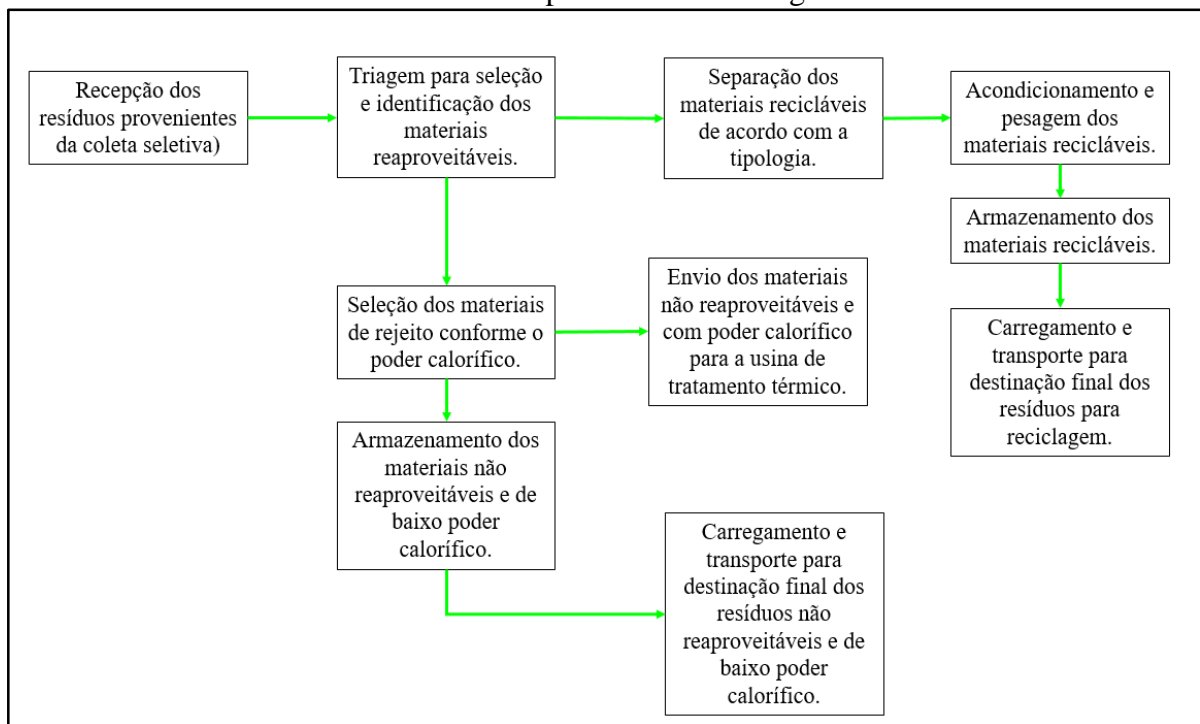 Recepção dos
resíduos provenientes
da coleta seletiva)
Triagem para seleção
e identificação dos
materiais
reaproveitáveis.
Separação dos
materiais recicláveis
de acordo com a
tipologia.
Acondicionamento e
pesagem dos
materiais recicláveis.
Armazenamento dos
materiais recicláveis.
Carregamento e
transporte para
destinação final dos
resíduos para
reciclagem.
Seleção dos materiais
de rejeito conforme o
poder calorífico.
Envio dos materiais
não reaproveitáveis e
com poder calorífico
para a usina de
tratamento térmico.
Armazenamento dos
materiais não
reaproveitáveis e de
baixo poder
calorífico.
Carregamento e
transporte para
destinação final dos
resíduos não
reaproveitáveis e de
baixo poder
calorífico.